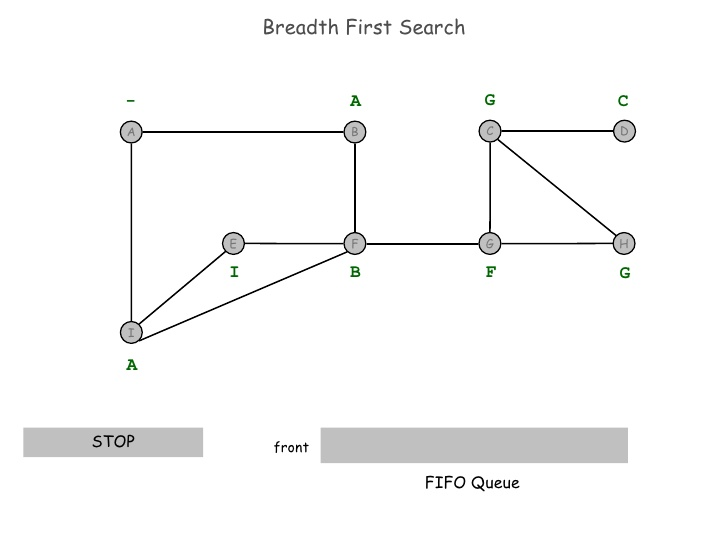 Breadth First Search
- A G C
A B C D
E F G H
I B F G
I
A
STOP
front
FIFO Queue